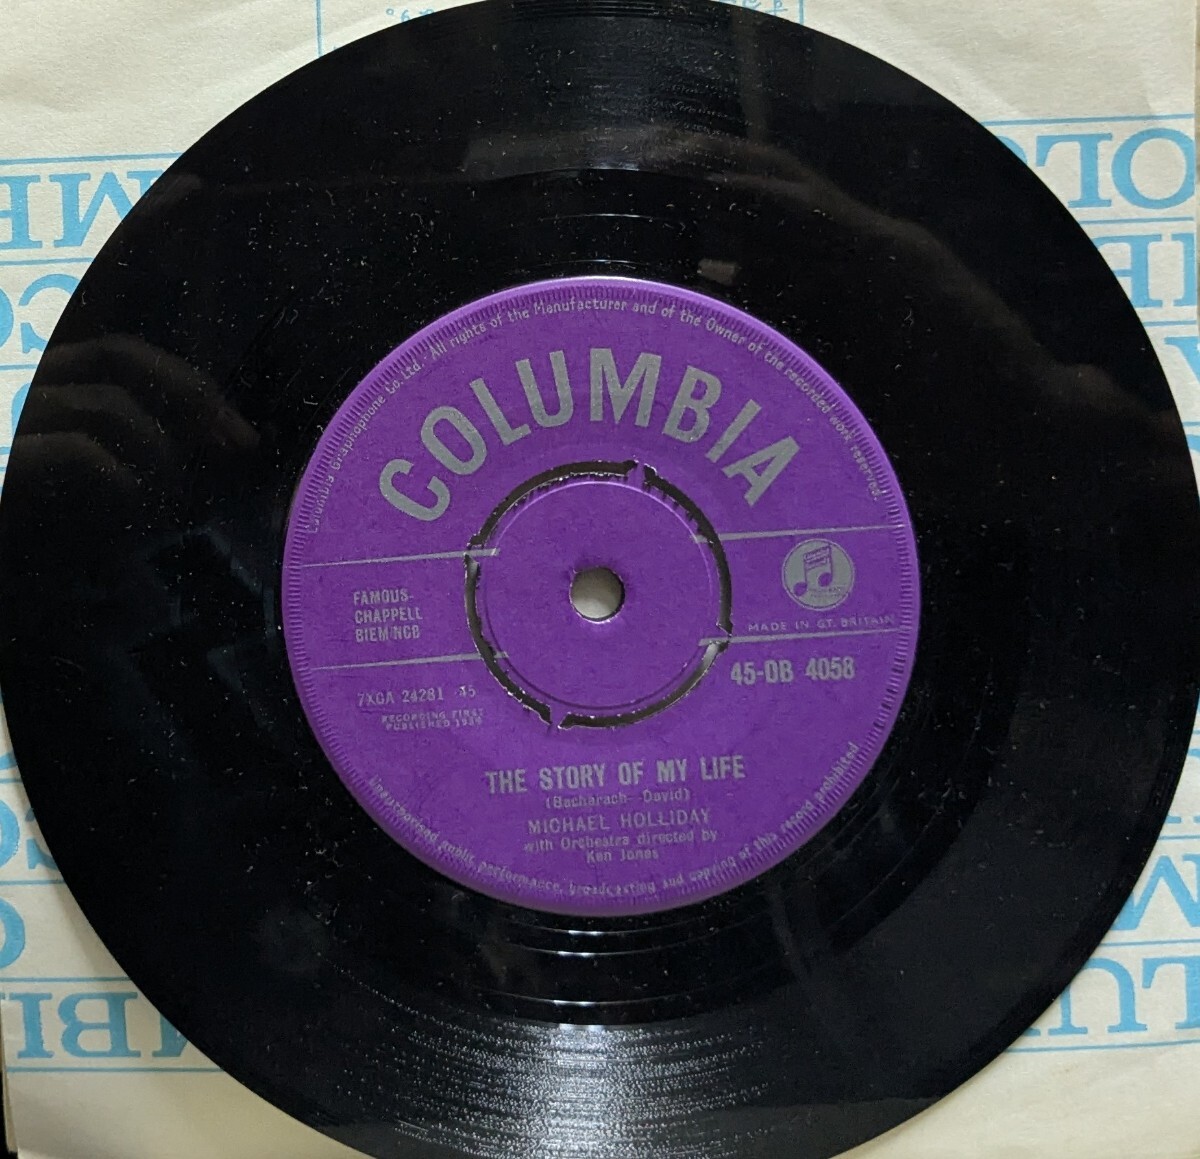 Columbia Graphophone Co. Ltd. All rights of the Manufacturer and of the Owner of the recorded work reserved.
COLUMBIA
FAMOUS-
CHAPPELL
BIEM/NCB
MADE IN GT. BRITAIN
45-DB 4058
7XCA 24281 45
RECORDING FIRST
PUBLISHED
THE STORY OF MY LIFE
(Bacharach—David)
MICHAEL HOLLIDAY
with Orchestra directed by
Ken Jones
Unauthorised public performance, broadcasting and copying of this record prohibited